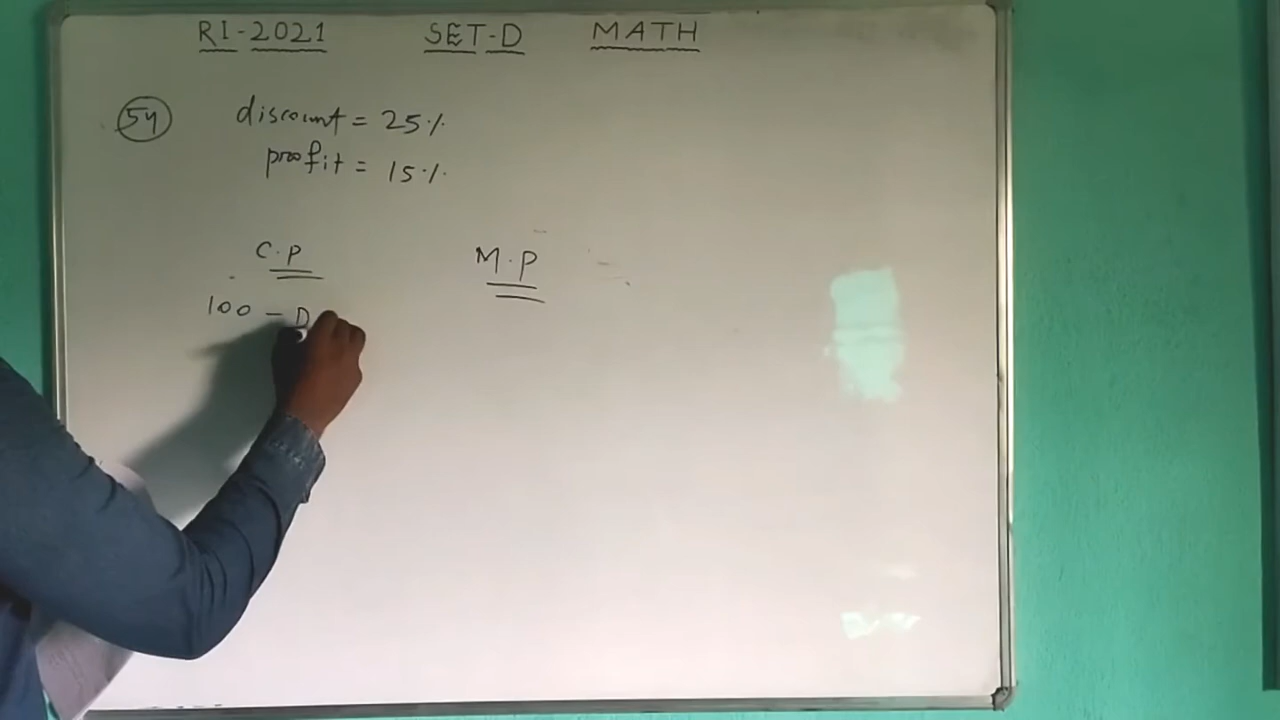 RI-2021 SET-D MATH
54 discount = 25%
profit = 15%
C.P M.P
100 - D